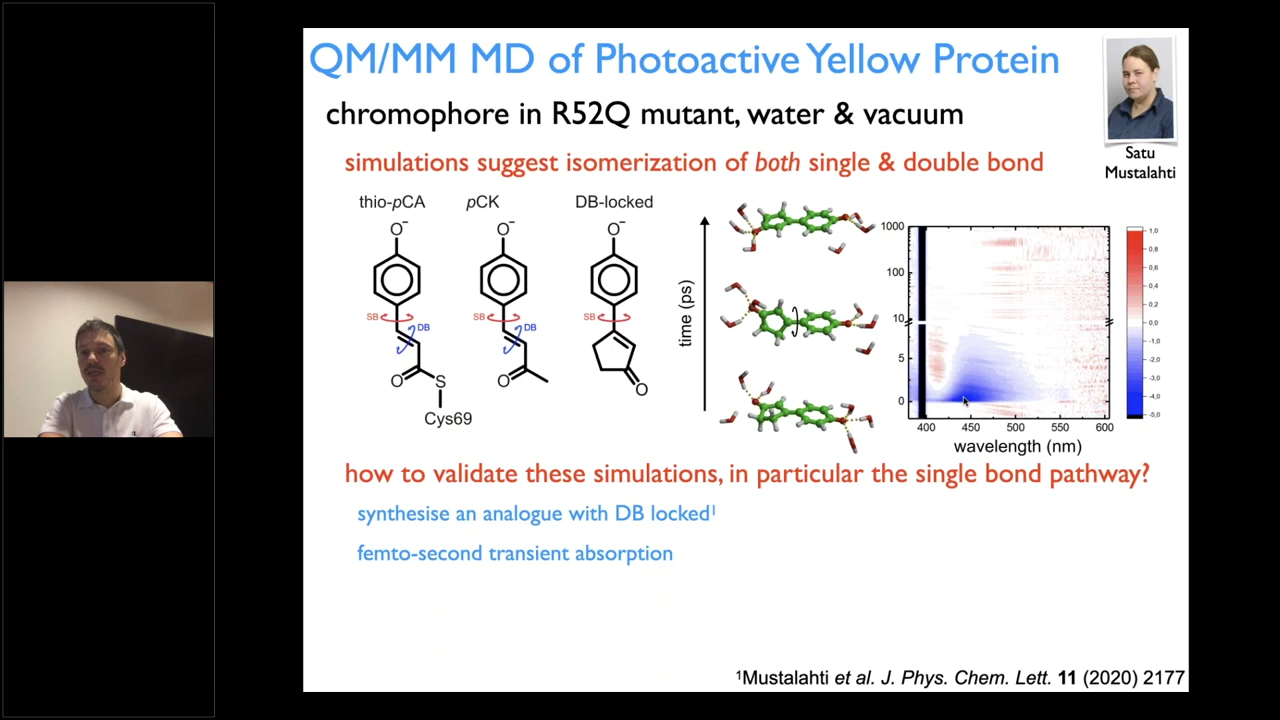 QM/MM MD of Photoactive Yellow Protein
chromophore in R52Q mutant, water & vacuum
Satu
Mustalahti
simulations suggest isomerization of both single & double bond
thio-pCA
pCK
DB-locked
O⁻
O⁻
O⁻
SB
DB
SB
DB
SB
O
S
O
O
Cys69
time (ps)
1000
100
10
5
0
400
450
500
550
600
wavelength (nm)
1,0
0,8
0,6
0,4
0,2
0,0
-1,0
-2,0
-3,0
-4,0
-5,0
how to validate these simulations, in particular the single bond pathway?
synthesise an analogue with DB locked¹
femto-second transient absorption
¹Mustalahti et al. J. Phys. Chem. Lett. 11 (2020) 2177